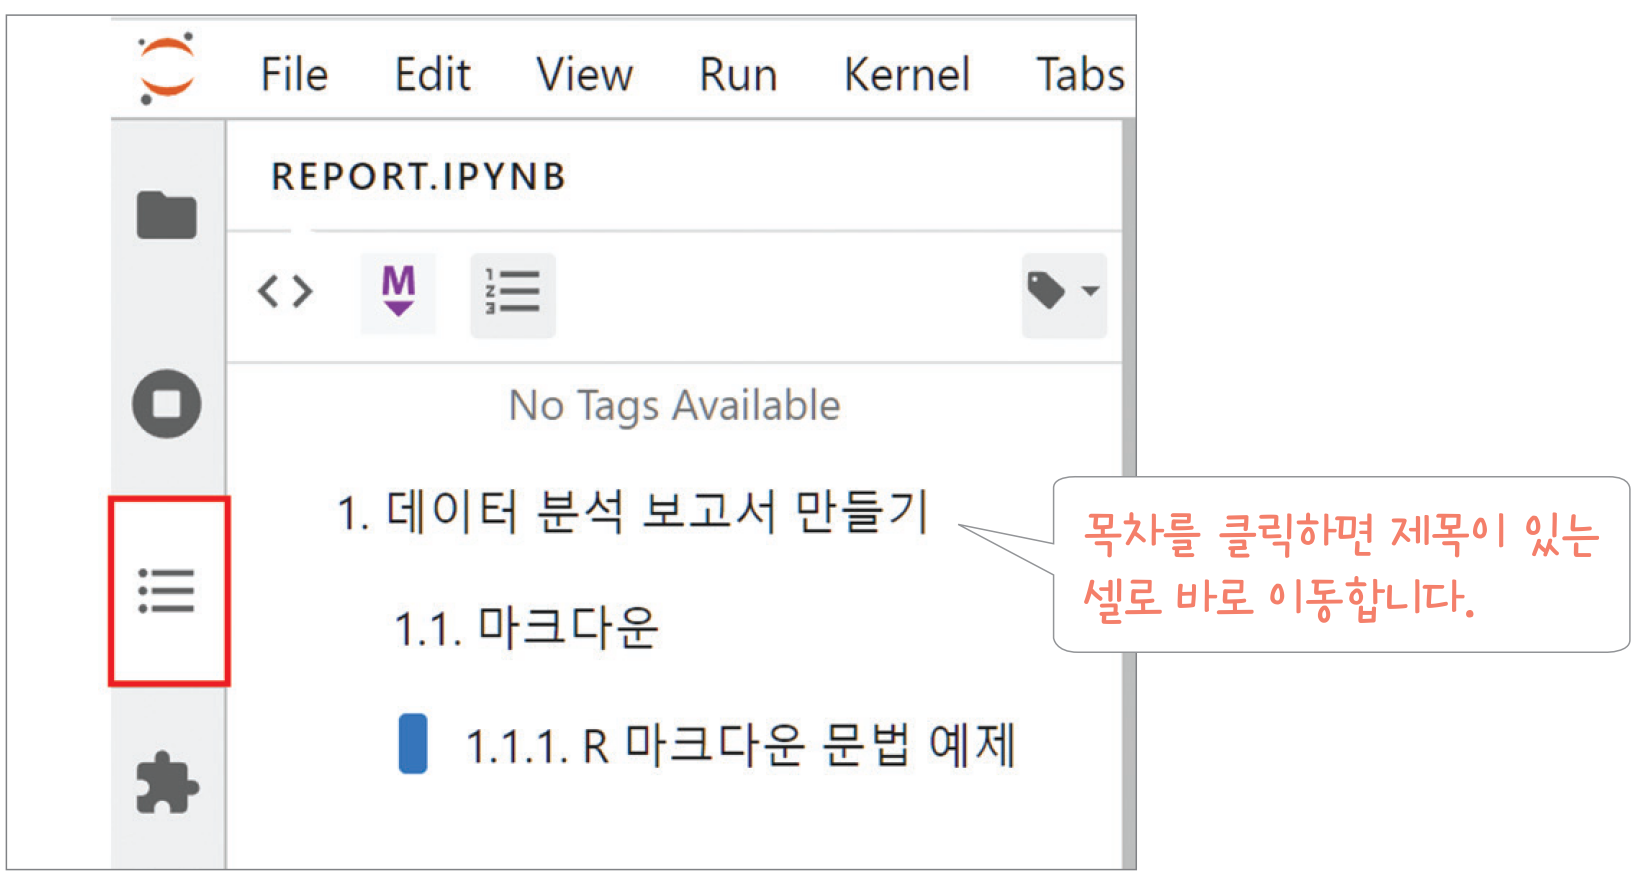 File Edit View Run Kernel Tabs
REPORT.IPYNB
M
1
2
3
No Tags Available
1. 데이터 분석 보고서 만들기
목차를 클릭하면 제목이 있는
셀로 바로 이동합니다.
1.1. 마크다운
1.1.1. R 마크다운 문법 예제